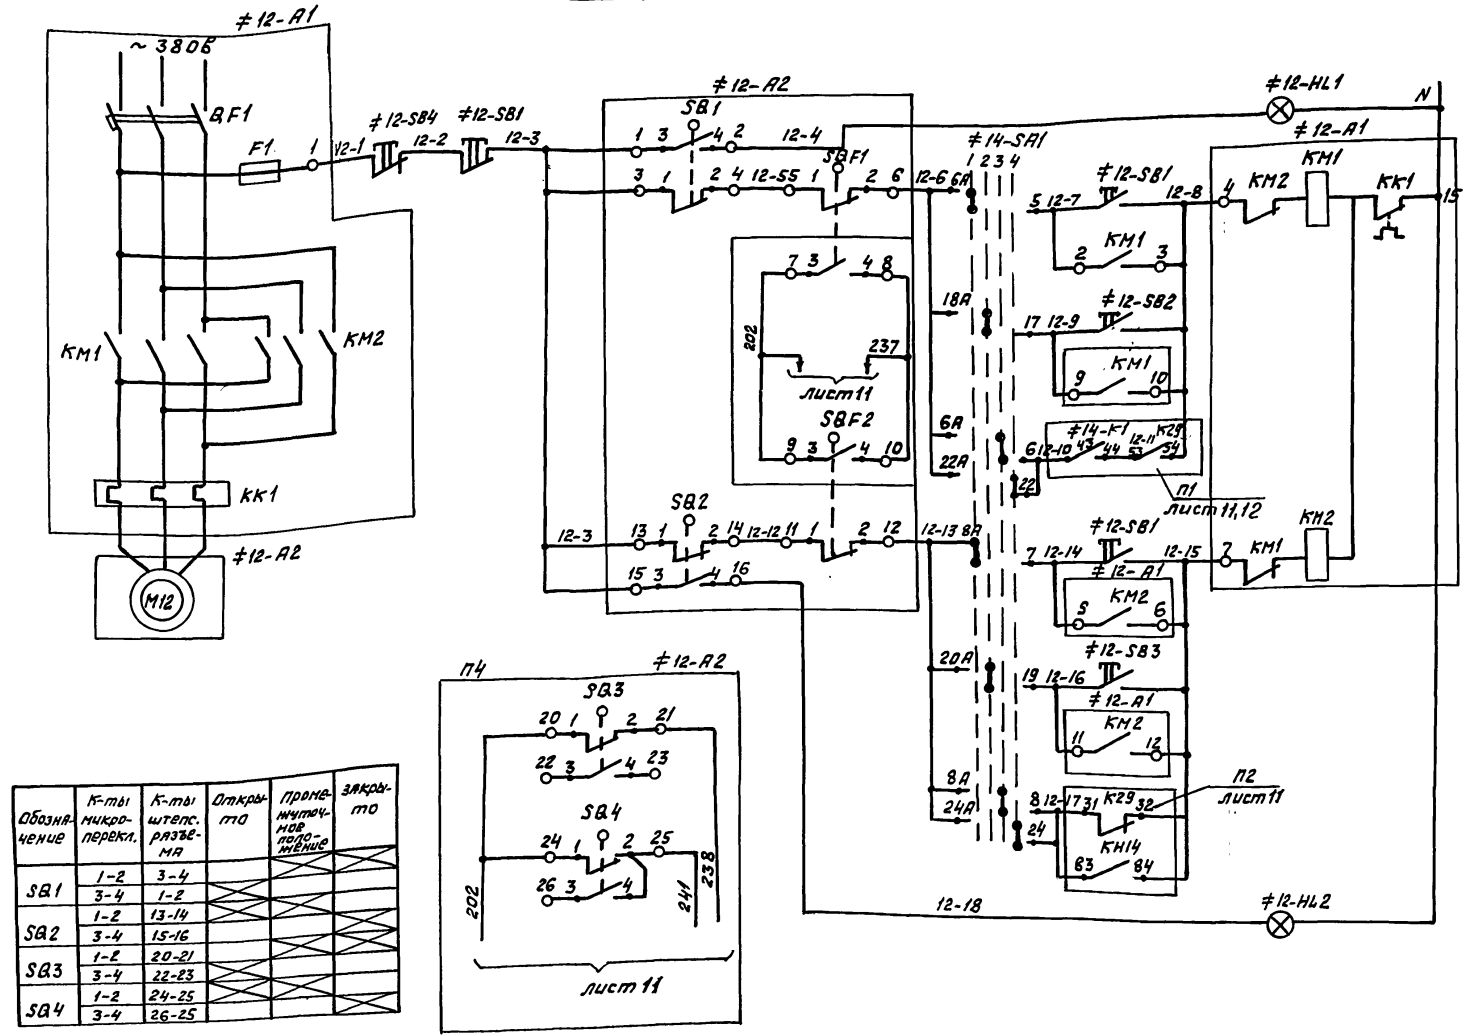 ≠12-A1
~380В
QF1
F1
1
12-1
≠12-SB4
12-2
≠12-SB1
12-3
KM1
KM2
KK1
≠12-A2
M12
≠12-A2
SQ1
1 3 4 2 12-4
SQF1
3 1 2 4 12-5 5 1 2 6 12-6 6A
7 3 4 8
202
237
лист 11
SQF2
9 3 4 10
SQ2
12-3 13 1 2 14 12-12 11 1 2 12 12-13 8A
15 3 4 16
≠12-HL1
N
≠14-SA1
1 2 3 4
18A
6A
22A
20A
8A
24A
≠12-SB1
5 12-7 12-8
KM1
2 3
≠12-SB2
17 12-9
KM1
9 10
≠14-K1 K29
6 12-10 43 44 12-11 53 54
22
П1
лист 11,12
≠12-SB1
7 12-14 12-15
≠12-A1
KM2
5 6
≠12-SB3
19 12-16
≠12-A1
KM2
11 12
K29
8 12-17 31 32
24
KH14
83 84
П2
лист 11
≠12-A1
4 KM2 KM1 KK1
15
7 KM1 KM2
12-18
≠12-HL2
П4
≠12-A2
SQ3
20 1 2 21
22 3 4 23
SQ4
24 1 2 25
26 3 4
202
241
238
лист 11
Обозна-чение К-ты микро-перекл. К-ты штепс. разъе-ма Откры-то Проме-жуточ-ное поло-жение Закры-то
SQ1 1-2 3-4
3-4 1-2
SQ2 1-2 13-14
3-4 15-16
SQ3 1-2 20-21
3-4 22-23
SQ4 1-2 24-25
3-4 26-25